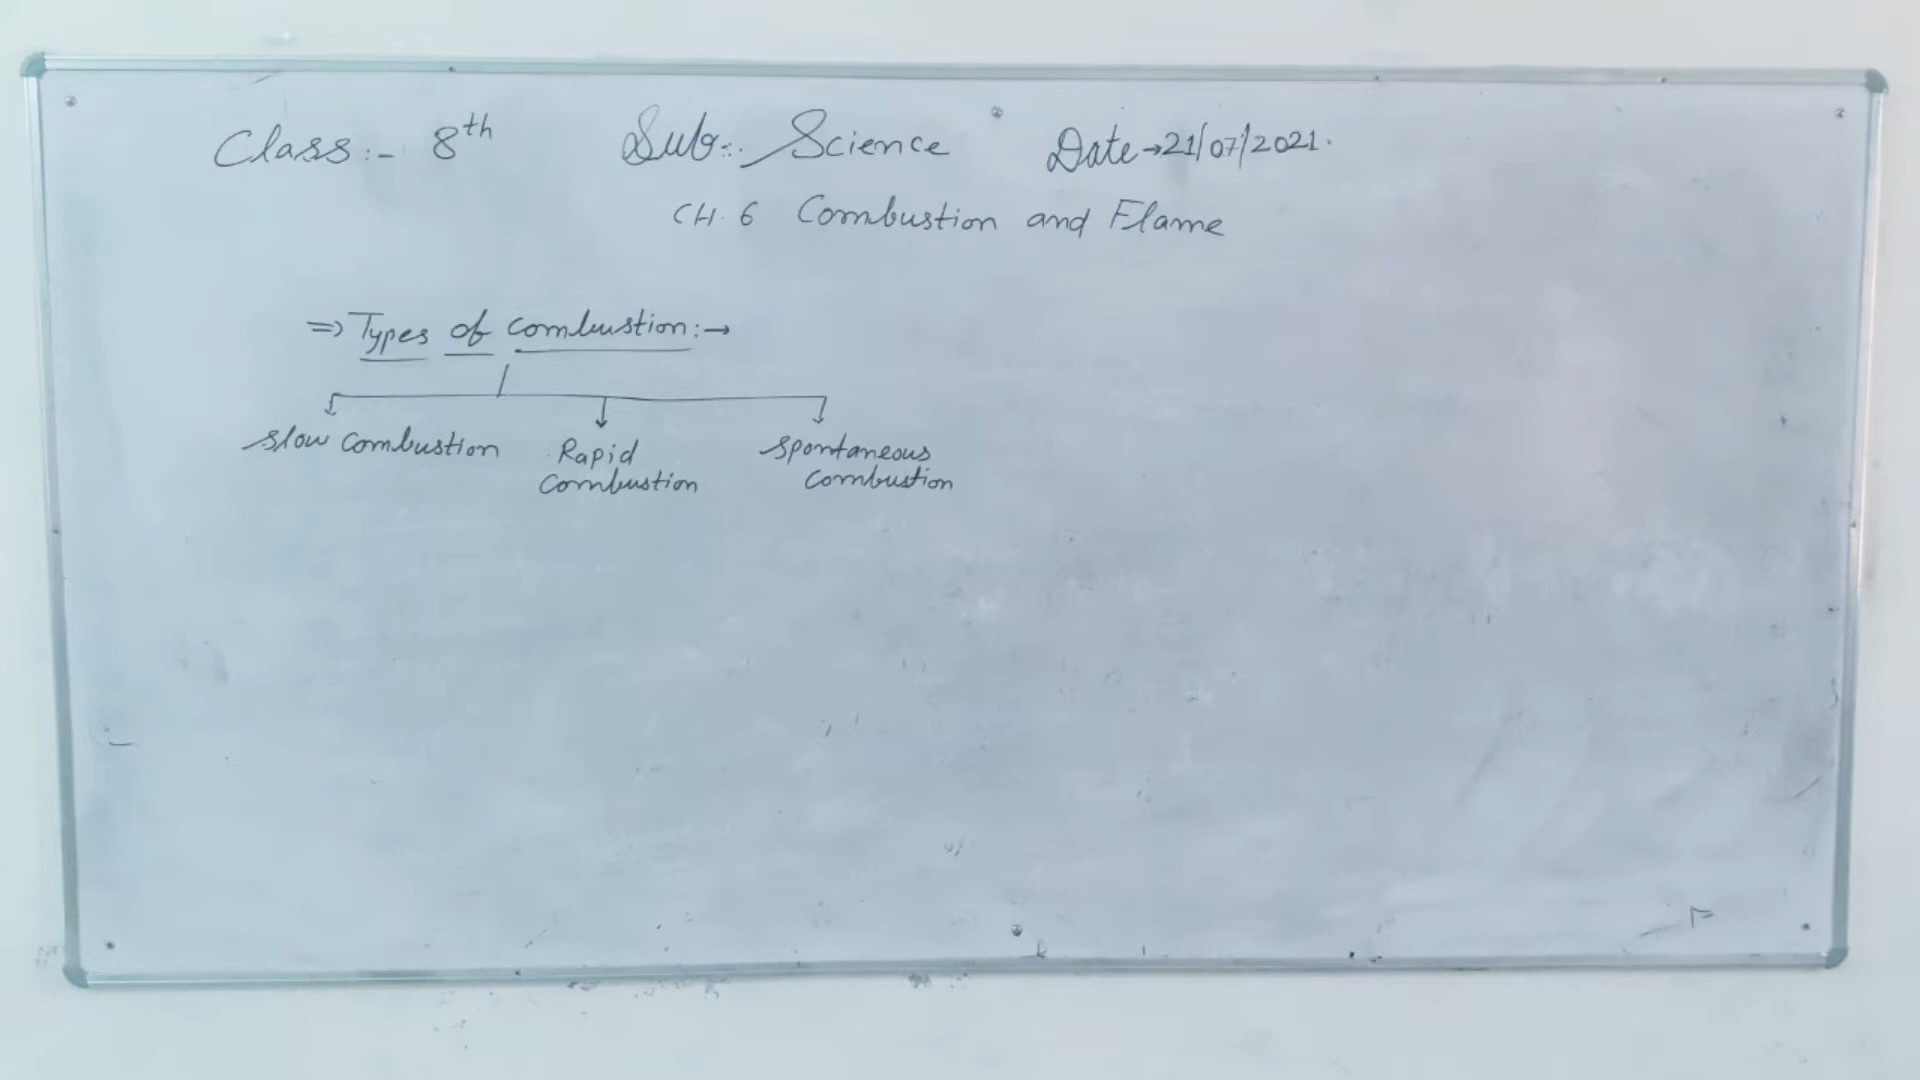 Class:- 8th Sub:. Science Date→21/07/2021.
CH. 6 Combustion and Flame
⇒ Types of combustion:→
Slow Combustion Rapid Combustion Spontaneous Combustion